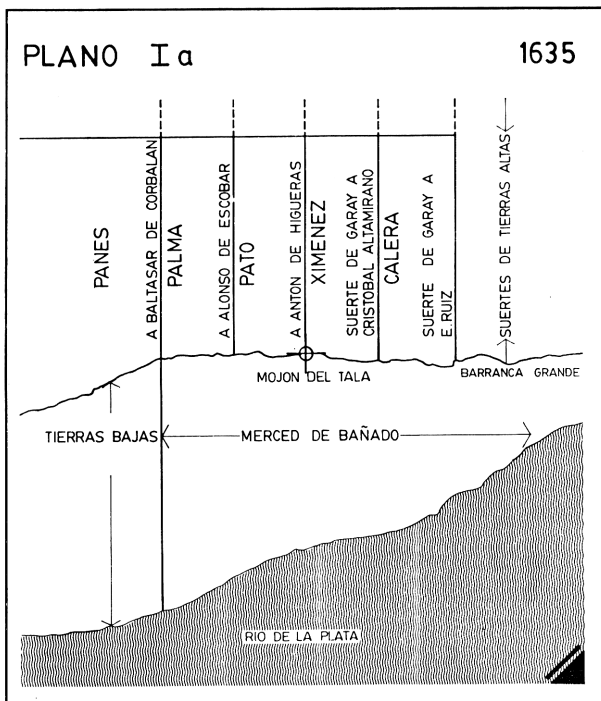 PLANO Ia
1635
PANES
A BALTASAR DE CORBALAN
PALMA
A ALONSO DE ESCOBAR
PATO
A ANTON DE HIGUERAS
XIMENEZ
SUERTE DE GARAY A
CRISTOBAL ALTAMIRANO
CALERA
SUERTE DE GARAY A
E.RUIZ
SUERTES DE TIERRAS ALTAS
MOJON DEL TALA
BARRANCA GRANDE
TIERRAS BAJAS
MERCED DE BAÑADO
RIO DE LA PLATA